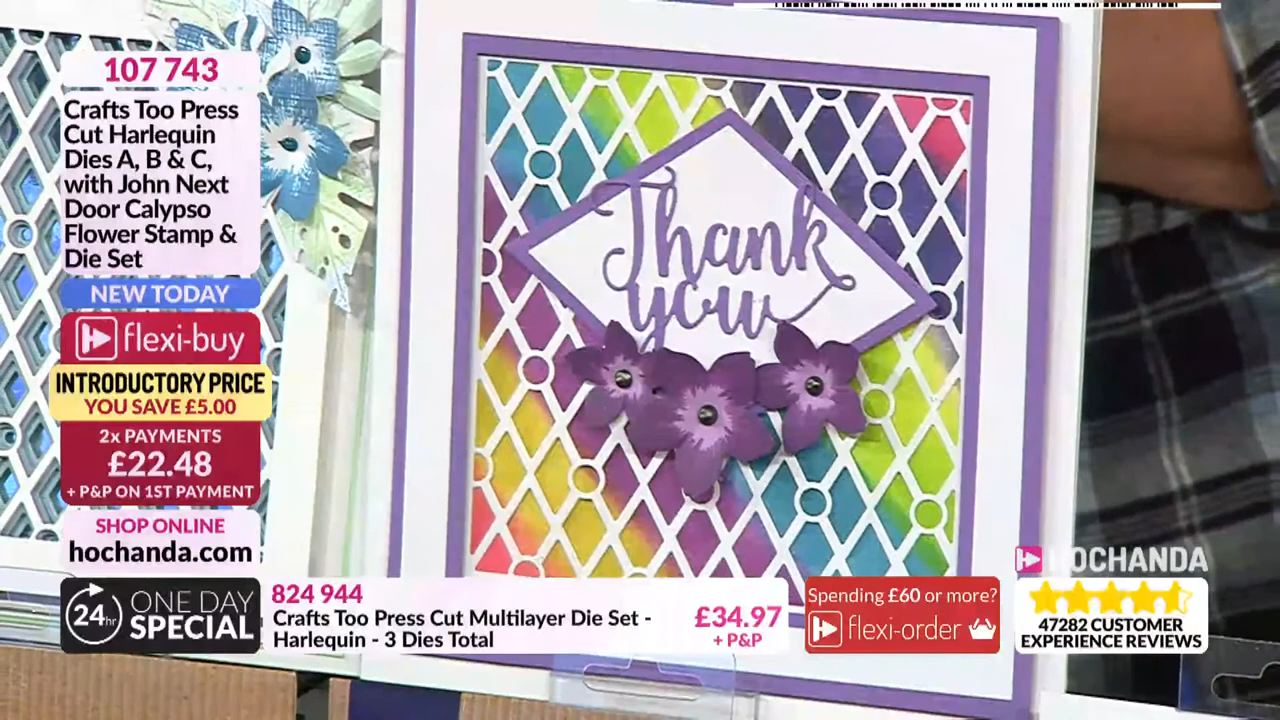 107 743
Crafts Too Press
Cut Harlequin
Dies A, B & C,
with John Next
Door Calypso
Flower Stamp &
Die Set
NEW TODAY
flexi-buy
INTRODUCTORY PRICE
YOU SAVE £5.00
2x PAYMENTS
£22.48
+ P&P ON 1ST PAYMENT
SHOP ONLINE
hochanda.com
Thank
you
24hr
ONE DAY
SPECIAL
824 944
Crafts Too Press Cut Multilayer Die Set -
Harlequin - 3 Dies Total
£34.97
+ P&P
Spending £60 or more?
flexi-order
HOCHANDA
47282 CUSTOMER
EXPERIENCE REVIEWS